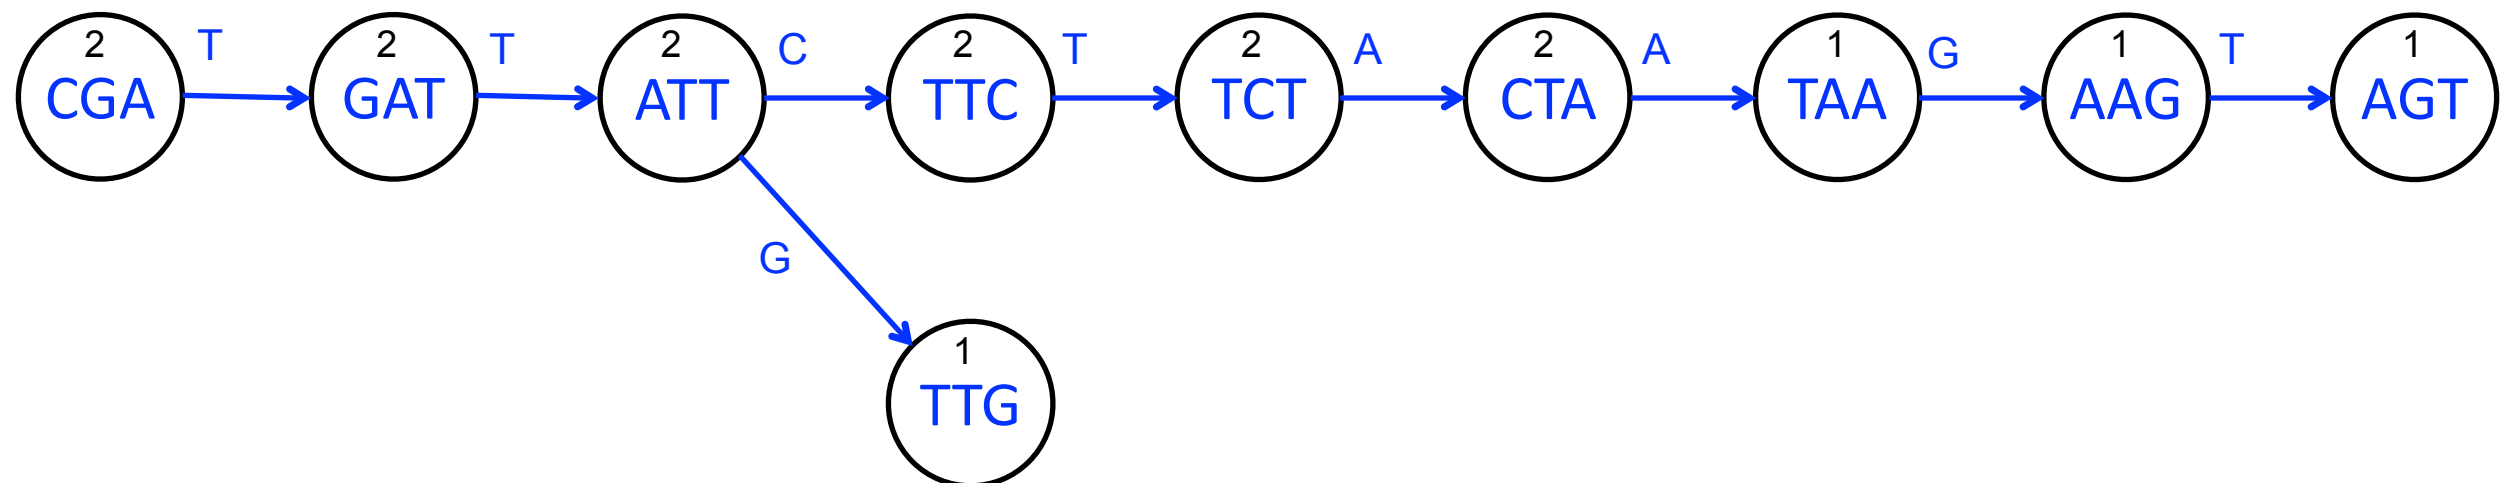 2 T 2 T 2 C 2 T 2 A 2 A 1 G 1 T 1
CGA GAT ATT TTC TCT CTA TAA AAG AGT
G
1
TTG